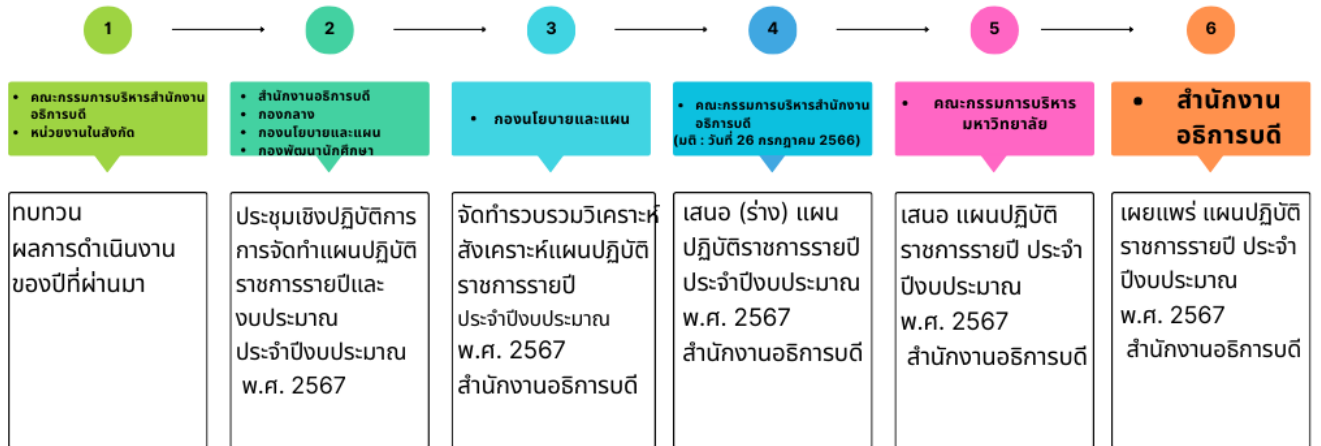 1
2
3
4
5
6
• คณะกรรมการบริหารสำนักงาน
อธิการบดี
• หน่วยงานในสังกัด
• สำนักงานอธิการบดี
• กองกลาง
• กองนโยบายและแผน
• กองพัฒนานักศึกษา
• กองนโยบายและแผน
• คณะกรรมการบริหารสำนักงาน
อธิการบดี
(มติ : วันที่ 26 กรกฎาคม 2566)
• คณะกรรมการบริหาร
มหาวิทยาลัย
• สำนักงาน
อธิการบดี
ทบทวน
ผลการดำเนินงาน
ของปีที่ผ่านมา
ประชุมเชิงปฏิบัติการ
การจัดทำแผนปฏิบัติ
ราชการรายปีและ
งบประมาณ
ประจำปีงบประมาณ
พ.ศ. 2567
จัดทำรวบรวมวิเคราะห์
สังเคราะห์แผนปฏิบัติ
ราชการรายปี
ประจำปีงบประมาณ
พ.ศ. 2567
สำนักงานอธิการบดี
เสนอ (ร่าง) แผน
ปฏิบัติราชการรายปี
ประจำปีงบประมาณ
พ.ศ. 2567
สำนักงานอธิการบดี
เสนอ แผนปฏิบัติ
ราชการรายปี ประจำ
ปีงบประมาณ
พ.ศ. 2567
สำนักงานอธิการบดี
เผยแพร่ แผนปฏิบัติ
ราชการรายปี ประจำ
ปีงบประมาณ
พ.ศ. 2567
สำนักงานอธิการบดี